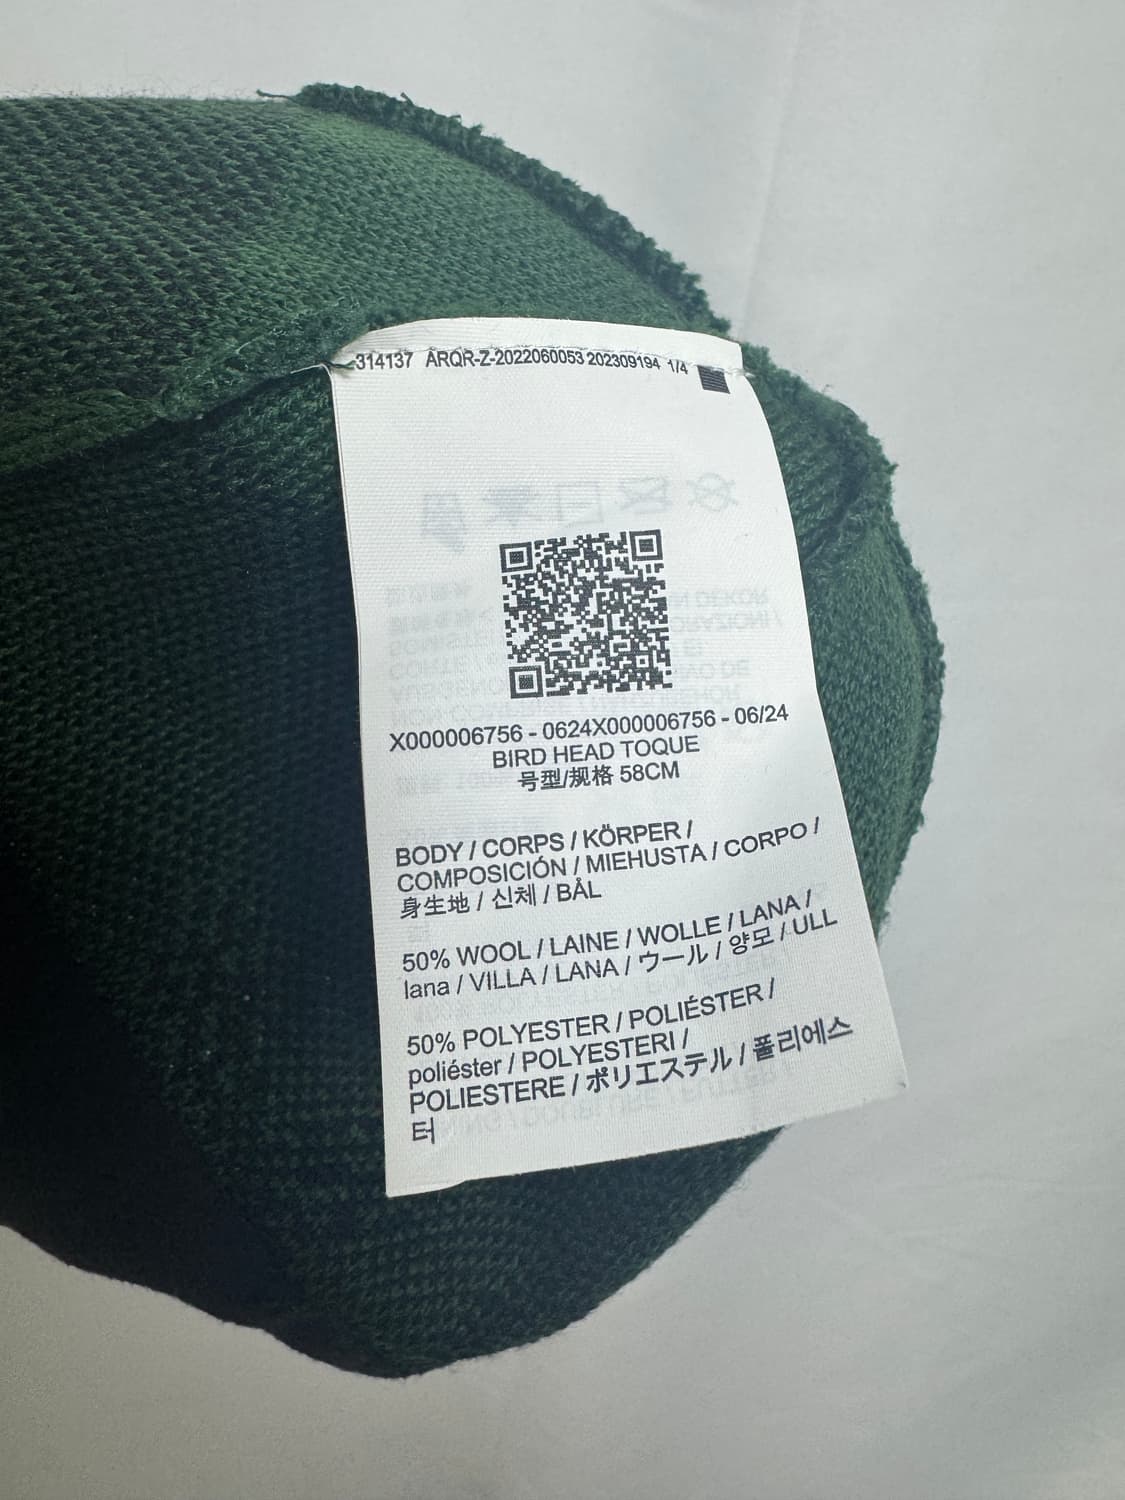 314137 ARQR-Z-2022060053 202309194 1/4
X000006756 - 0624X000006756 - 06/24
BIRD HEAD TOQUE
号型/规格 58CM
BODY / CORPS / KÖRPER /
COMPOSICIÓN / MIEHUSTA / CORPO /
身生地 / 신체 / BÅL
50% WOOL / LAINE / WOLLE / LANA /
lana / VILLA / LANA / ウール / 양모 / ULL
50% POLYESTER / POLIÉSTER /
poliéster / POLYESTERI /
POLIESTERE / ポリエステル / 폴리에스
터